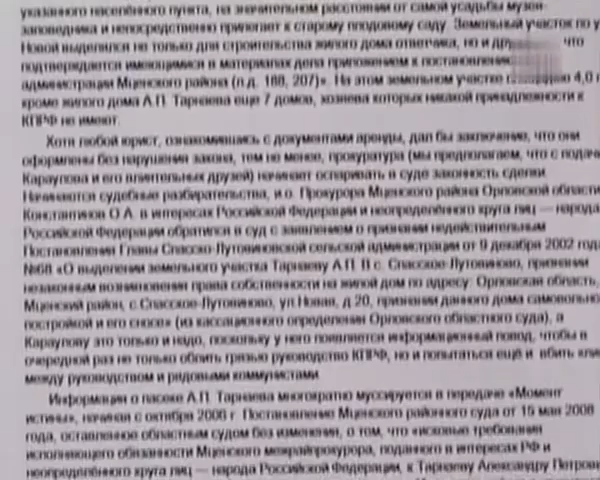 указанного населённого пункта, на значительном расстоянии от самой усадьбы музея-
заповедника и непосредственно прилегает к старому плодовому саду. Земельный участок по у
Новой выделился не только для строительства жилого дома ответчика, но и др что
подтверждается имеющимися в материалах дела приложением к постановлению
администрации Мценского района (л.д. 188, 207)». На этом земельном участке 4,0 г
кроме жилого дома А.П. Тарнаева еще 7 домов, хозяева которых никакой принадлежности к
КПРФ не имеют.
Хотя любой юрист, ознакомившись с документами аренды, дал бы заключение, что они
оформлены без нарушения закона, тем не менее, прокуратура (мы предполагаем, что с подачи
Караулова и его влиятельных друзей) начинает оспаривать в суде законность сделки.
Начинаются судебные разбирательства, и.о. Прокурора Мценского района Орловской области
Константинов О.А. в интересах Российской Федерации и неопределённого круга лиц — народа
Российской Федерации обратился в суд с заявлением о признании недействительным
Постановления Главы Спасско-Лутовиновской сельской администрации от 9 декабря 2002 года
№68 «О выделении земельного участка Тарнаеву А.П. В с. Спасское-Лутовиново, признании
незаконным возникновения права собственности на жилой дом по адресу: Орловская область,
Мценский район, с Спасское-Лутовиново, ул Новая, д 20, признании данного дома самовольно
постройкой и его сносе» (из кассационного определения Орловского областного суда), а
Караулову это только и надо, поскольку у него появляется информационный повод, чтобы в
очередной раз не только облить грязью руководство КПРФ, но и попытаться ещё и вбить клин
между руководством и рядовыми коммунистами.
Информация о пасеке А.П. Тарнаева многократно муссируется в передаче «Момент
истины», начиная с октября 2006 г. Постановление Мценского районного суда от 15 мая 2008
года, оставленное областным судом без изменения, о том, что «исковые требования
исполняющего обязанности Мценского межрайпрокурора, поданного в интересах РФ и
неопределённого круга лиц — народа Российской Федерации, к Тарнаеву Александру Петрову